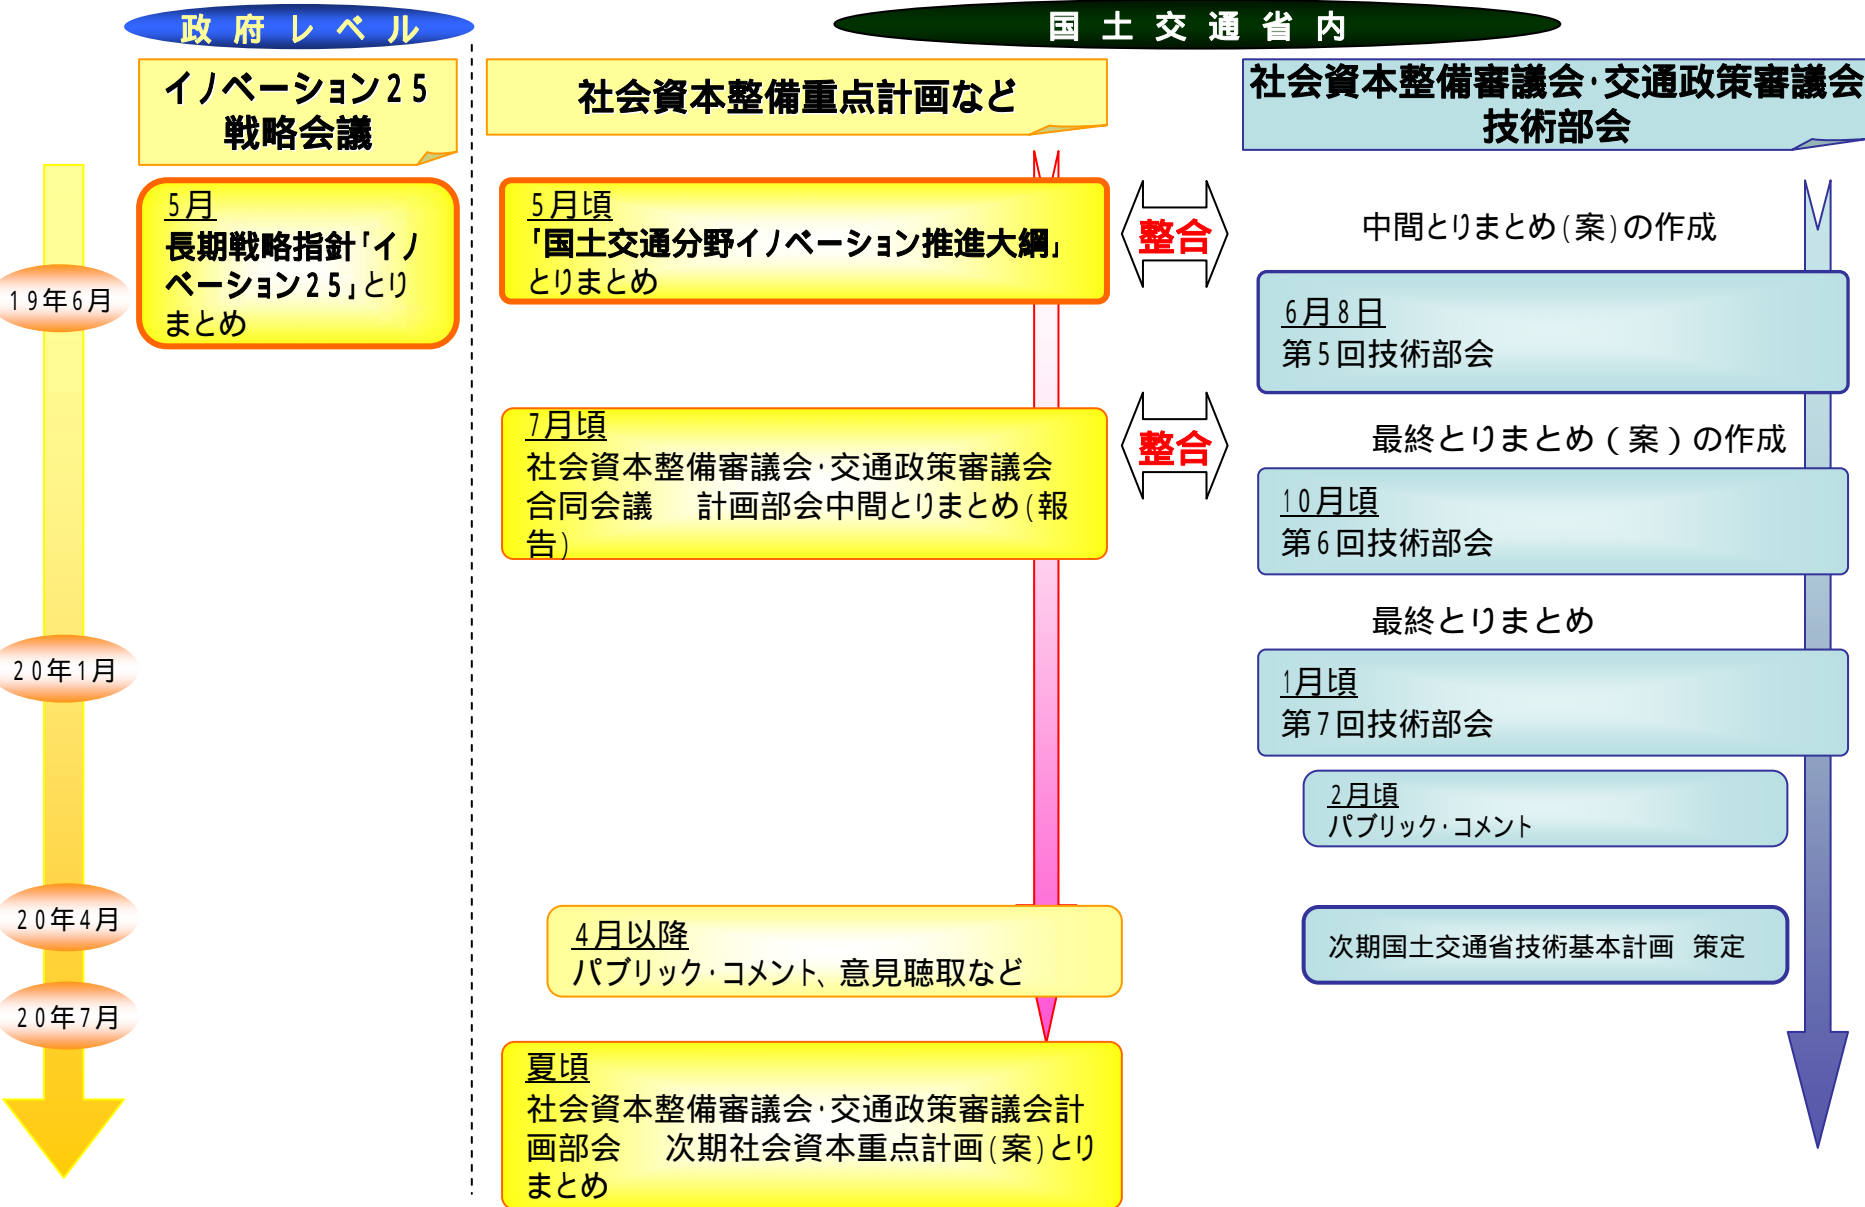 政府レベル
国土交通省内
イノベーション25
戦略会議
社会資本整備重点計画など
社会資本整備審議会・交通政策審議会
技術部会
19年6月
20年1月
20年4月
20年7月
5月
長期戦略指針「イノ
ベーション25」とり
まとめ
5月頃
「国土交通分野イノベーション推進大綱」
とりまとめ
整合
中間とりまとめ(案)の作成
6月8日
第5回技術部会
7月頃
社会資本整備審議会・交通政策審議会
合同会議　計画部会中間とりまとめ(報
告)
整合
最終とりまとめ(案)の作成
10月頃
第6回技術部会
最終とりまとめ
1月頃
第7回技術部会
2月頃
パブリック・コメント
4月以降
パブリック・コメント、意見聴取など
次期国土交通省技術基本計画　策定
夏頃
社会資本整備審議会・交通政策審議会計
画部会　次期社会資本重点計画(案)とり
まとめ